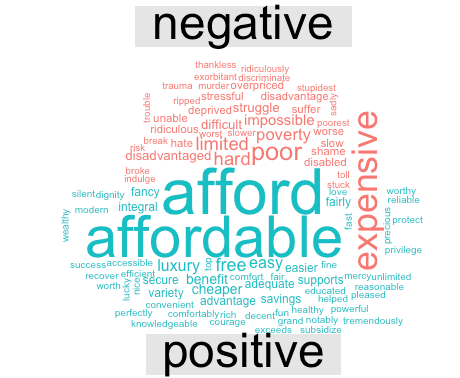 negative
thankless ridiculously
exorbitant discriminate
trauma murder overpriced stupidest
trouble ripped stressful disadvantage sadly
deprived struggle suffer
unable impossible poorest
ridiculous difficult worst slower poverty worse
break hate limited poor slow
risk shame
disadvantaged hard disabled
broke toll
indulge stuck
expensive
silent dignity fancy afford love worthy
fairly reliable
modern integral fast precious protect
wealthy affordable
privilege
success accessible luxury top free easy easier fine
recover efficient secure benefit comfort fair mercy unlimited
worth lucky nice variety cheaper adequate supports reasonable
convenient advantage savings educated pleased
helped
perfectly comfortably rich decent fun healthy powerful
knowledgeable courage grand notably tremendously
exceeds subsidize
positive